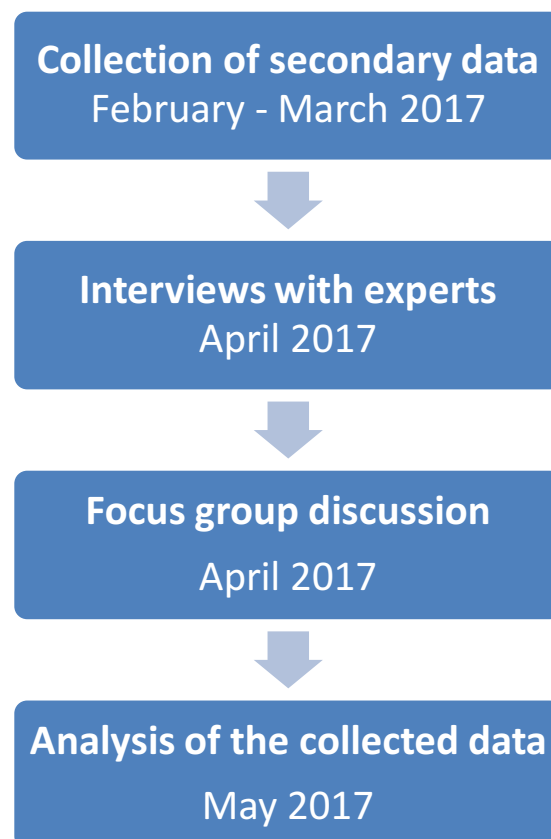 Collection of secondary data
February - March 2017
Interviews with experts
April 2017
Focus group discussion
April 2017
Analysis of the collected data
May 2017